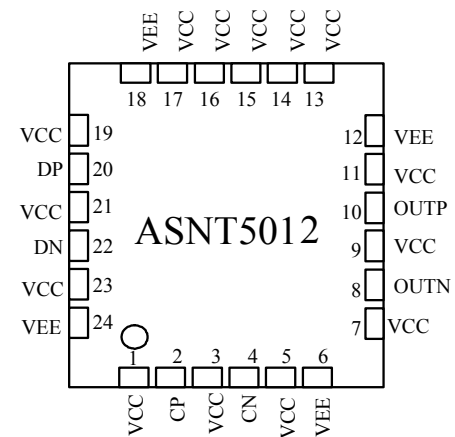 VEE VCC VCC VCC VCC VCC
18 17 16 15 14 13
VCC 19
DP 20
VCC 21
DN 22
VCC 23
VEE 24
ASNT5012
12 VEE
11 VCC
10 OUTP
9 VCC
8 OUTN
7 VCC
1 2 3 4 5 6
VCC CP VCC CN VCC VEE